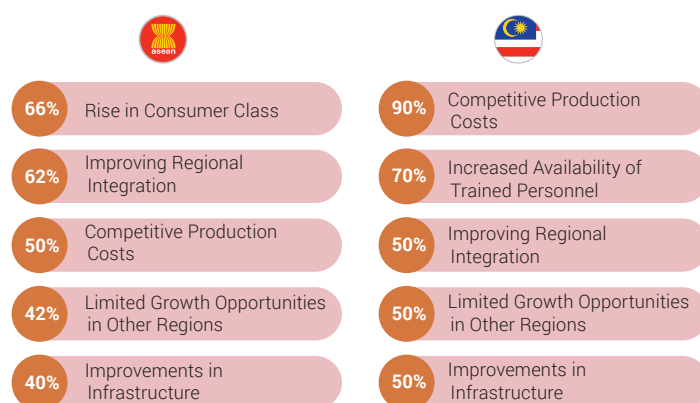 asean
66% Rise in Consumer Class
62% Improving Regional
Integration
50% Competitive Production
Costs
42% Limited Growth Opportunities
in Other Regions
40% Improvements in
Infrastructure
90% Competitive Production
Costs
70% Increased Availability of
Trained Personnel
50% Improving Regional
Integration
50% Limited Growth Opportunities
in Other Regions
50% Improvements in
Infrastructure